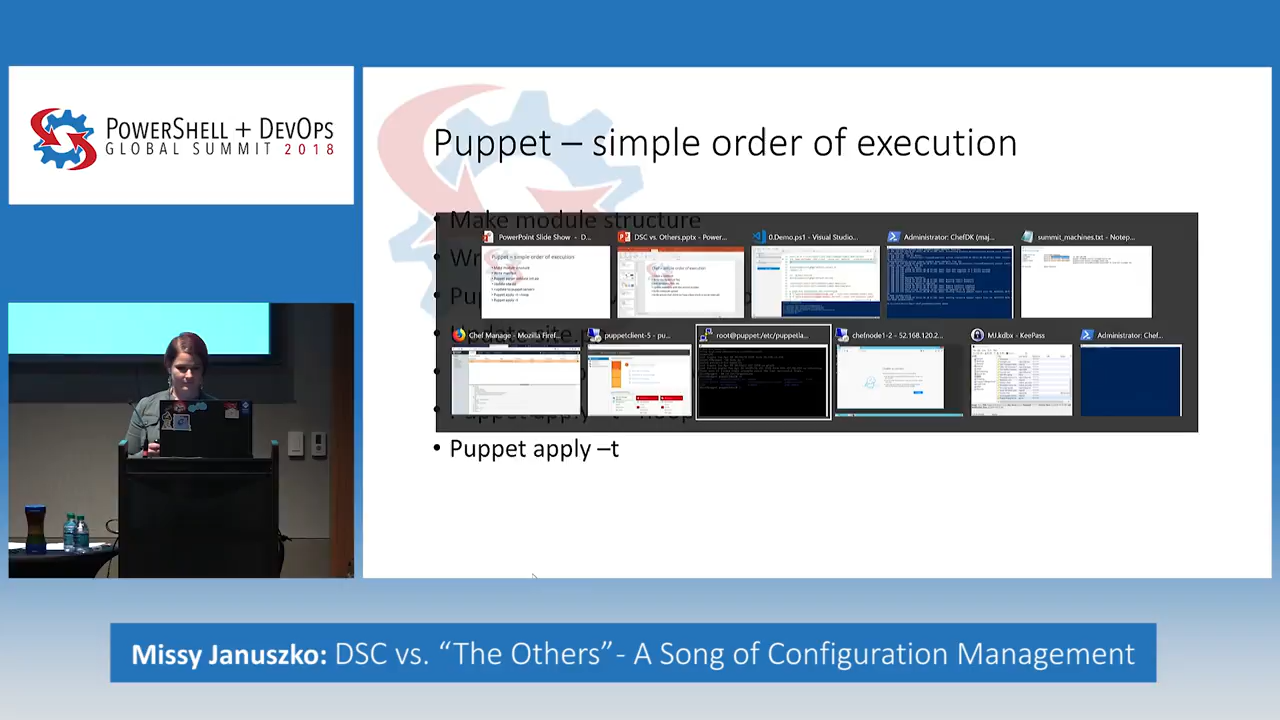 POWERSHELL + DEVOPS
GLOBAL SUMMIT 2018
Puppet – simple order of execution
• Make module structure
PowerPoint Slide Show - D...
DSC vs. Others.pptx - Power...
0.Demo.ps1 - Visual Studio...
Administrator: ChefDK (maj...
summit_machines.txt - Notep...
Chef Manage - Mozilla Firef...
puppetclient-5 - pu...
root@puppet:/etc/puppetla...
chefnode1-2 - 52.168.120.2...
MJ.kdbx - KeePass
Administrator: Chef...
• Puppet apply –t
Missy Januszko: DSC vs. “The Others”- A Song of Configuration Management